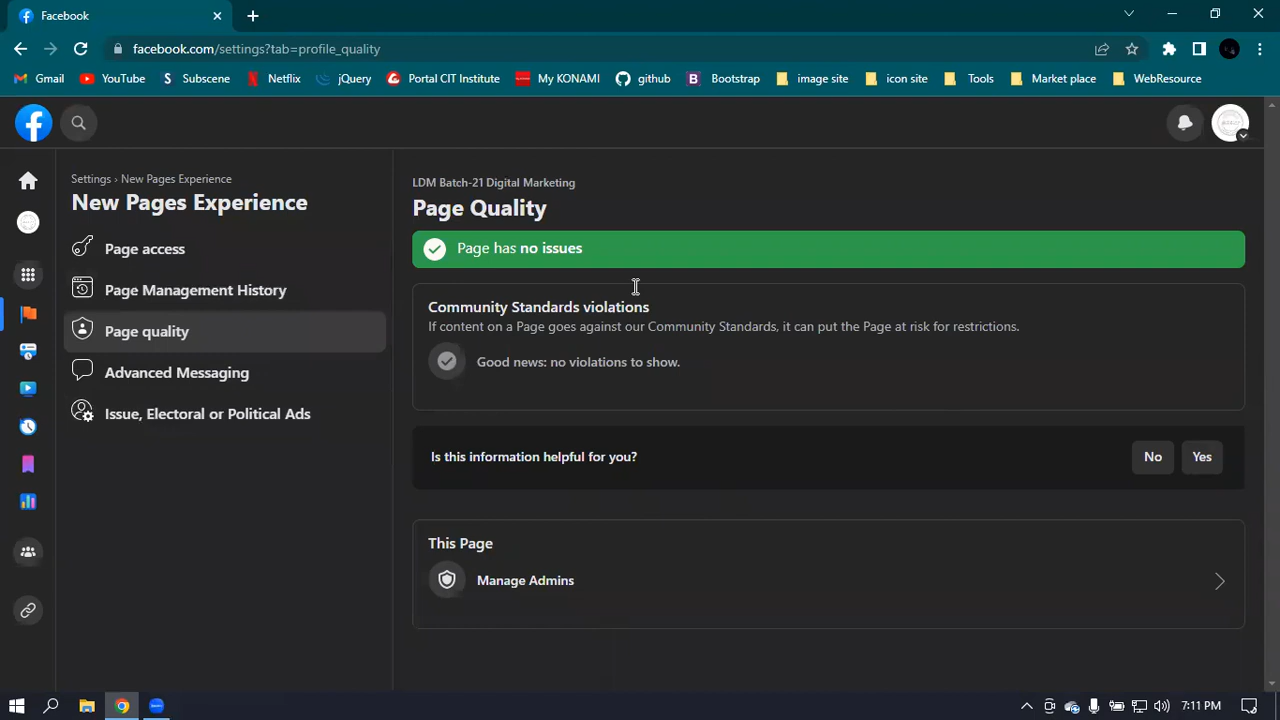 Facebook
facebook.com/settings?tab=profile_quality
Gmail YouTube Subscene Netflix jQuery Portal CIT Institute My KONAMI github Bootstrap image site icon site Tools Market place WebResource
Settings › New Pages Experience
New Pages Experience
Page access
Page Management History
Page quality
Advanced Messaging
Issue, Electoral or Political Ads
LDM Batch-21 Digital Marketing
Page Quality
Page has no issues
Community Standards violations
If content on a Page goes against our Community Standards, it can put the Page at risk for restrictions.
Good news: no violations to show.
Is this information helpful for you?
No Yes
This Page
Manage Admins
7:11 PM